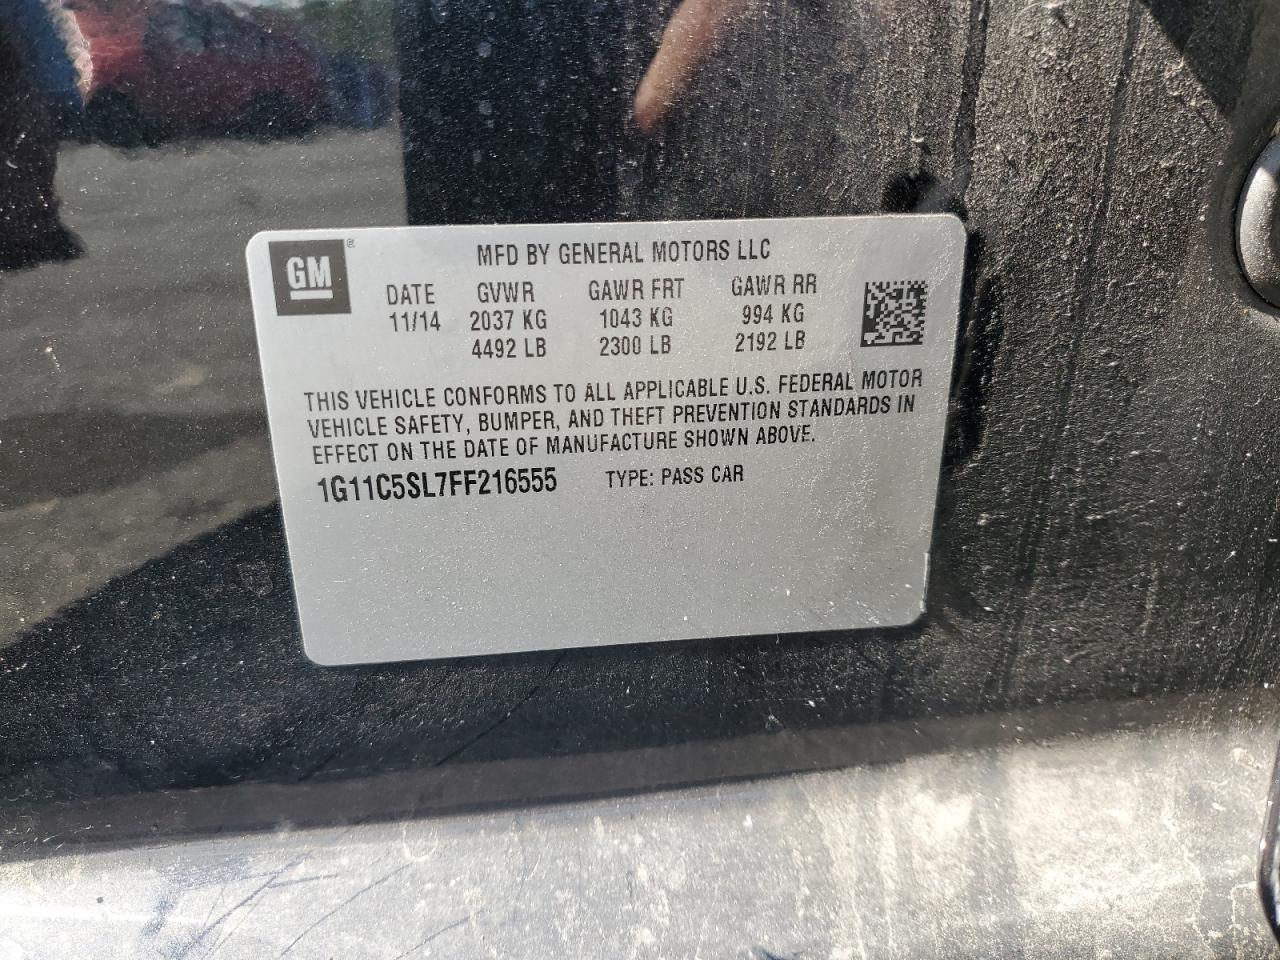 GM ®
MFD BY GENERAL MOTORS LLC
DATE GVWR GAWR FRT GAWR RR
11/14 2037 KG 1043 KG 994 KG
4492 LB 2300 LB 2192 LB
THIS VEHICLE CONFORMS TO ALL APPLICABLE U.S. FEDERAL MOTOR
VEHICLE SAFETY, BUMPER, AND THEFT PREVENTION STANDARDS IN
EFFECT ON THE DATE OF MANUFACTURE SHOWN ABOVE.
1G11C5SL7FF216555 TYPE: PASS CAR